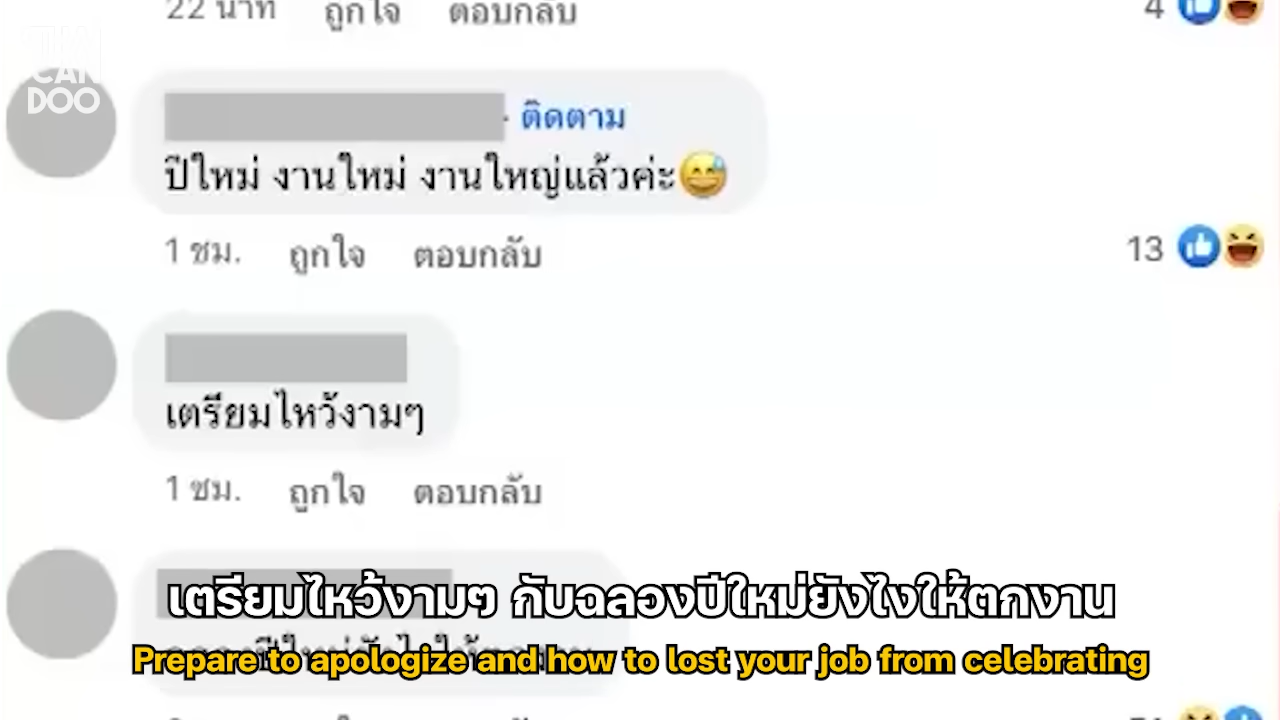 22 นาที ถูกใจ ตอบกลับ 4
CAN
DOO
· ติดตาม
ปีใหม่ งานใหม่ งานใหญ่แล้วค่ะ😅
1 ชม. ถูกใจ ตอบกลับ 13
เตรียมไหว้งามๆ
1 ชม. ถูกใจ ตอบกลับ
เตรียมไหว้งามๆ กับฉลองปีใหม่ยังไงให้ตกงาน
Prepare to apologize and how to lost your job from celebrating